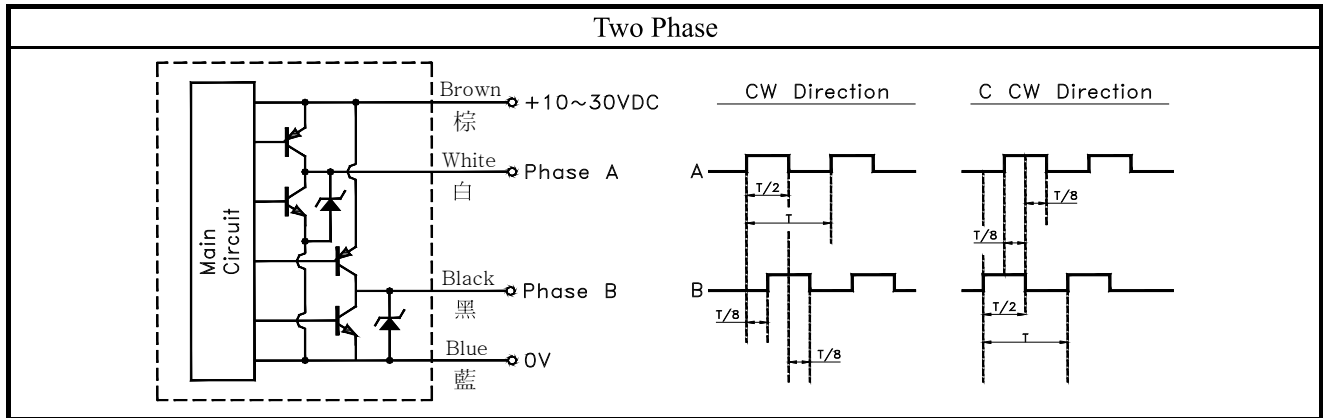 Two Phase
Main Circuit
Brown
棕
+10~30VDC
White
白
Phase A
Black
黑
Phase B
Blue
藍
0V
CW Direction
A
T/2
T
B
T/8
T/8
C CW Direction
T/8
T/8
T/2
T